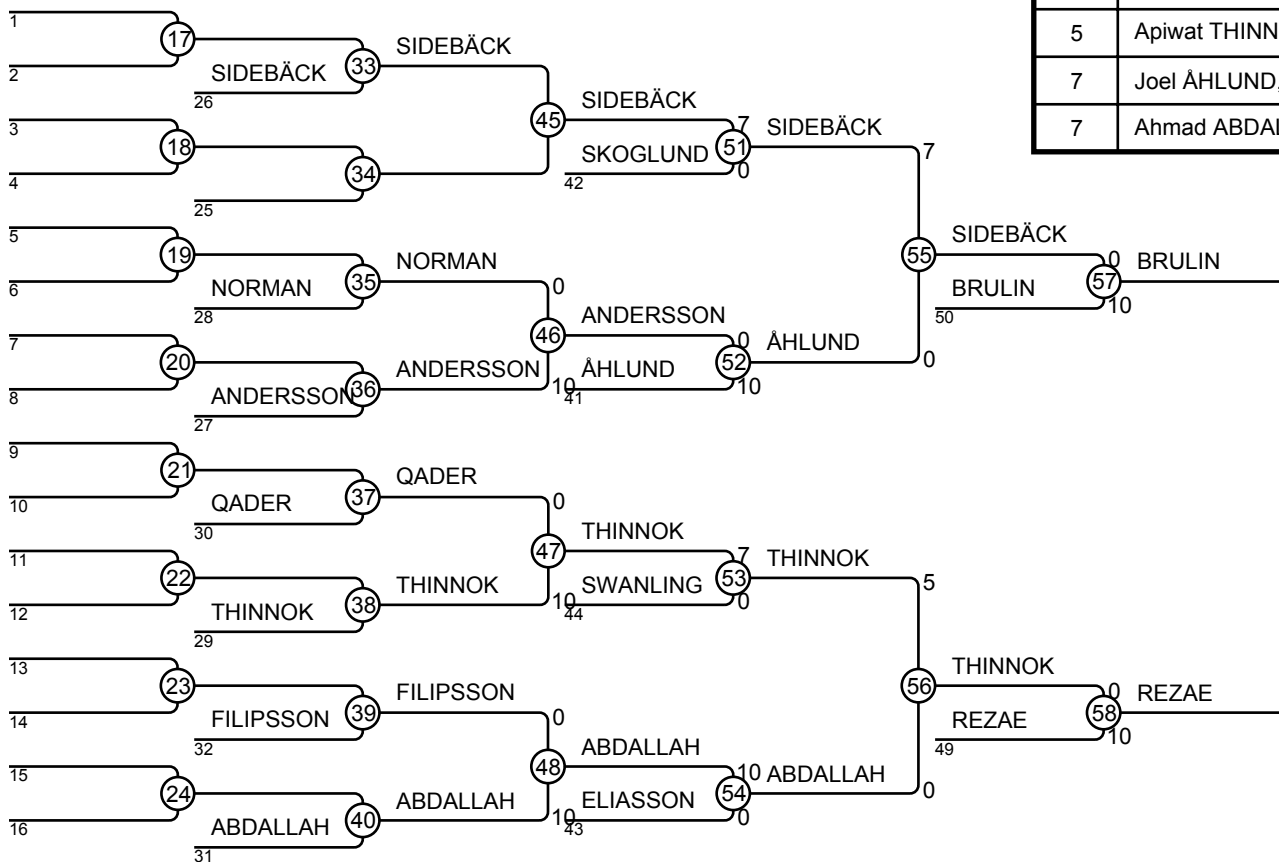 5 Apiwat THINN
7 Joel ÅHLUND,
7 Ahmad ABDAL
1
17
2
SIDEBÄCK
33
SIDEBÄCK
26
3
18
4
34
25
45
SIDEBÄCK
7
SKOGLUND
51
0
42
SIDEBÄCK
7
5
19
6
NORMAN
35
NORMAN
0
28
7
20
8
ANDERSSON
36
ANDERSSON
10
27
46
ANDERSSON
0
ÅHLUND
52
10
41
ÅHLUND
0
55
SIDEBÄCK
0
BRULIN
57
10
50
BRULIN
9
21
10
QADER
37
QADER
0
30
11
22
12
THINNOK
38
THINNOK
10
29
47
THINNOK
7
SWANLING
53
0
44
THINNOK
5
13
23
14
FILIPSSON
39
FILIPSSON
0
32
15
24
16
ABDALLAH
40
ABDALLAH
10
31
48
ABDALLAH
10
ELIASSON
54
0
43
ABDALLAH
0
56
THINNOK
0
REZAE
58
10
49
REZAE